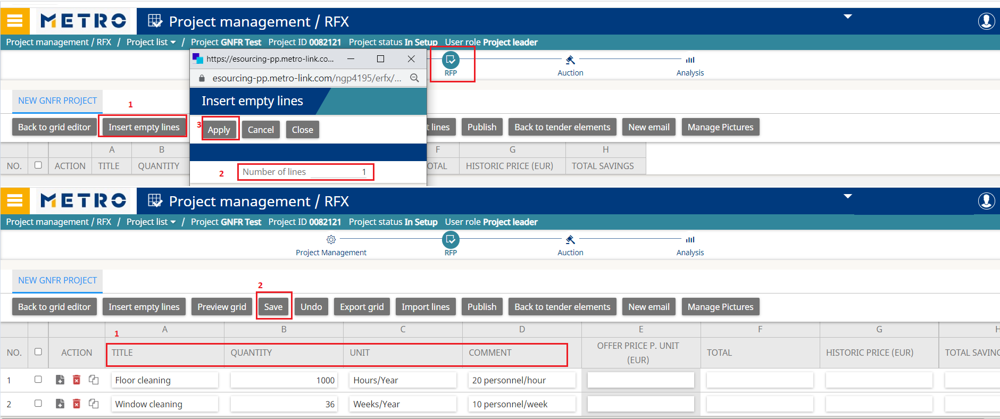 METRO Project management / RFX
Project management / RFX / Project list / Project GNFR Test Project ID 0082121 Project status In Setup User role Project leader
https://esourcing-pp.metro-link.co...
RFP Auction Analysis
esourcing-pp.metro-link.com/ngp4195/erfx/...
NEW GNFR PROJECT 1 Insert empty lines
Back to grid editor Insert empty lines 3 Apply Cancel Close t lines Publish Back to tender elements New email Manage Pictures
A B F G H
NO. ACTION TITLE QUANTITY OTAL HISTORIC PRICE (EUR) TOTAL SAVINGS
2 Number of lines 1
METRO Project management / RFX
Project management / RFX / Project list / Project GNFR Test Project ID 0082121 Project status In Setup User role Project leader
Project Management RFP Auction Analysis
NEW GNFR PROJECT
2
Back to grid editor Insert empty lines Preview grid Save Undo Export grid Import lines Publish Back to tender elements New email Manage Pictures
1 A B C D E F G H
NO. ACTION TITLE QUANTITY UNIT COMMENT OFFER PRICE P. UNIT (EUR) TOTAL HISTORIC PRICE (EUR) TOTAL SAVING
1 Floor cleaning 1000 Hours/Year 20 personnel/hour
2 Window cleaning 36 Weeks/Year 10 personnel/week